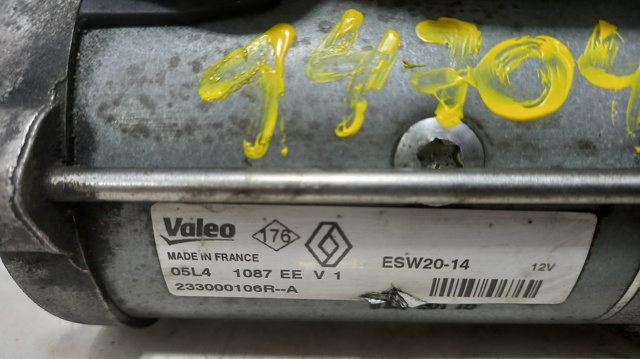 94704
Valeo 176
MADE IN FRANCE
05L4 1087 EE V 1
233000106R--A
ESW20-14 12V